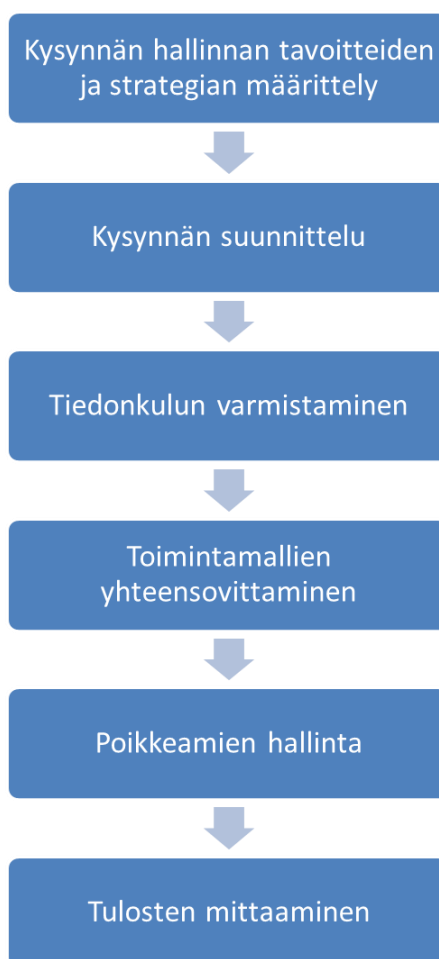 Kysynnän hallinnan tavoitteiden
ja strategian määrittely
Kysynnän suunnittelu
Tiedonkulun varmistaminen
Toimintamallien
yhteensovittaminen
Poikkeamien hallinta
Tulosten mittaaminen